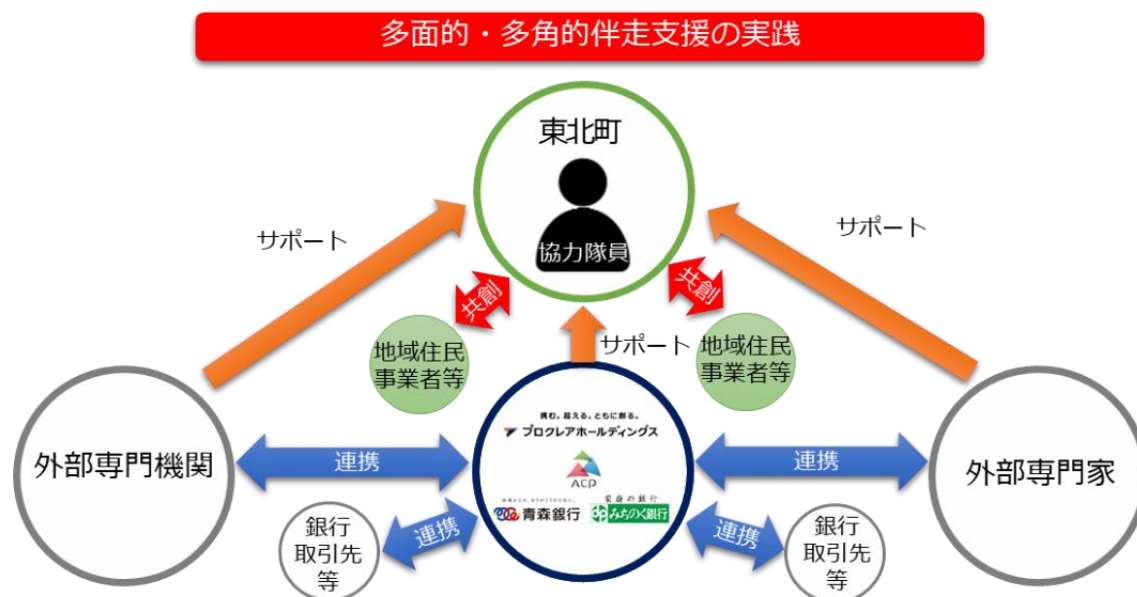 多面的・多角的伴走支援の実践
東北町
協力隊員
サポート
サポート
共創
共創
地域住民
事業者等
サポート
地域住民
事業者等
外部専門機関
連携
挑む。超える。ともに創る。
プロクレアホールディングス
ACP
青森銀行
家庭の銀行
みちのく銀行
連携
外部専門家
銀行
取引先
等
連携
連携
銀行
取引先
等